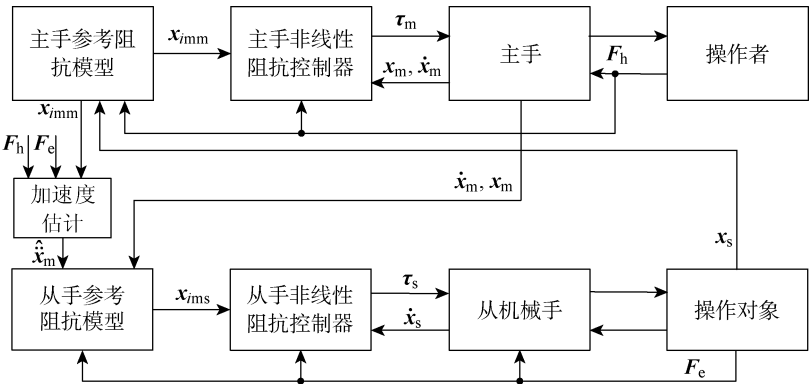 主手参考阻
抗模型
x_imm
主手非线性
阻抗控制器
τ_m
x_m, ẋ_m
主手
F_h
操作者
x_imm
F_h F_e
加速度
估计
ẋ_m, x_m
x_s
ẍ̂_m
从手参考
阻抗模型
x_ims
从手非线性
阻抗控制器
τ_s
ẋ_s
从机械手
操作对象
F_e